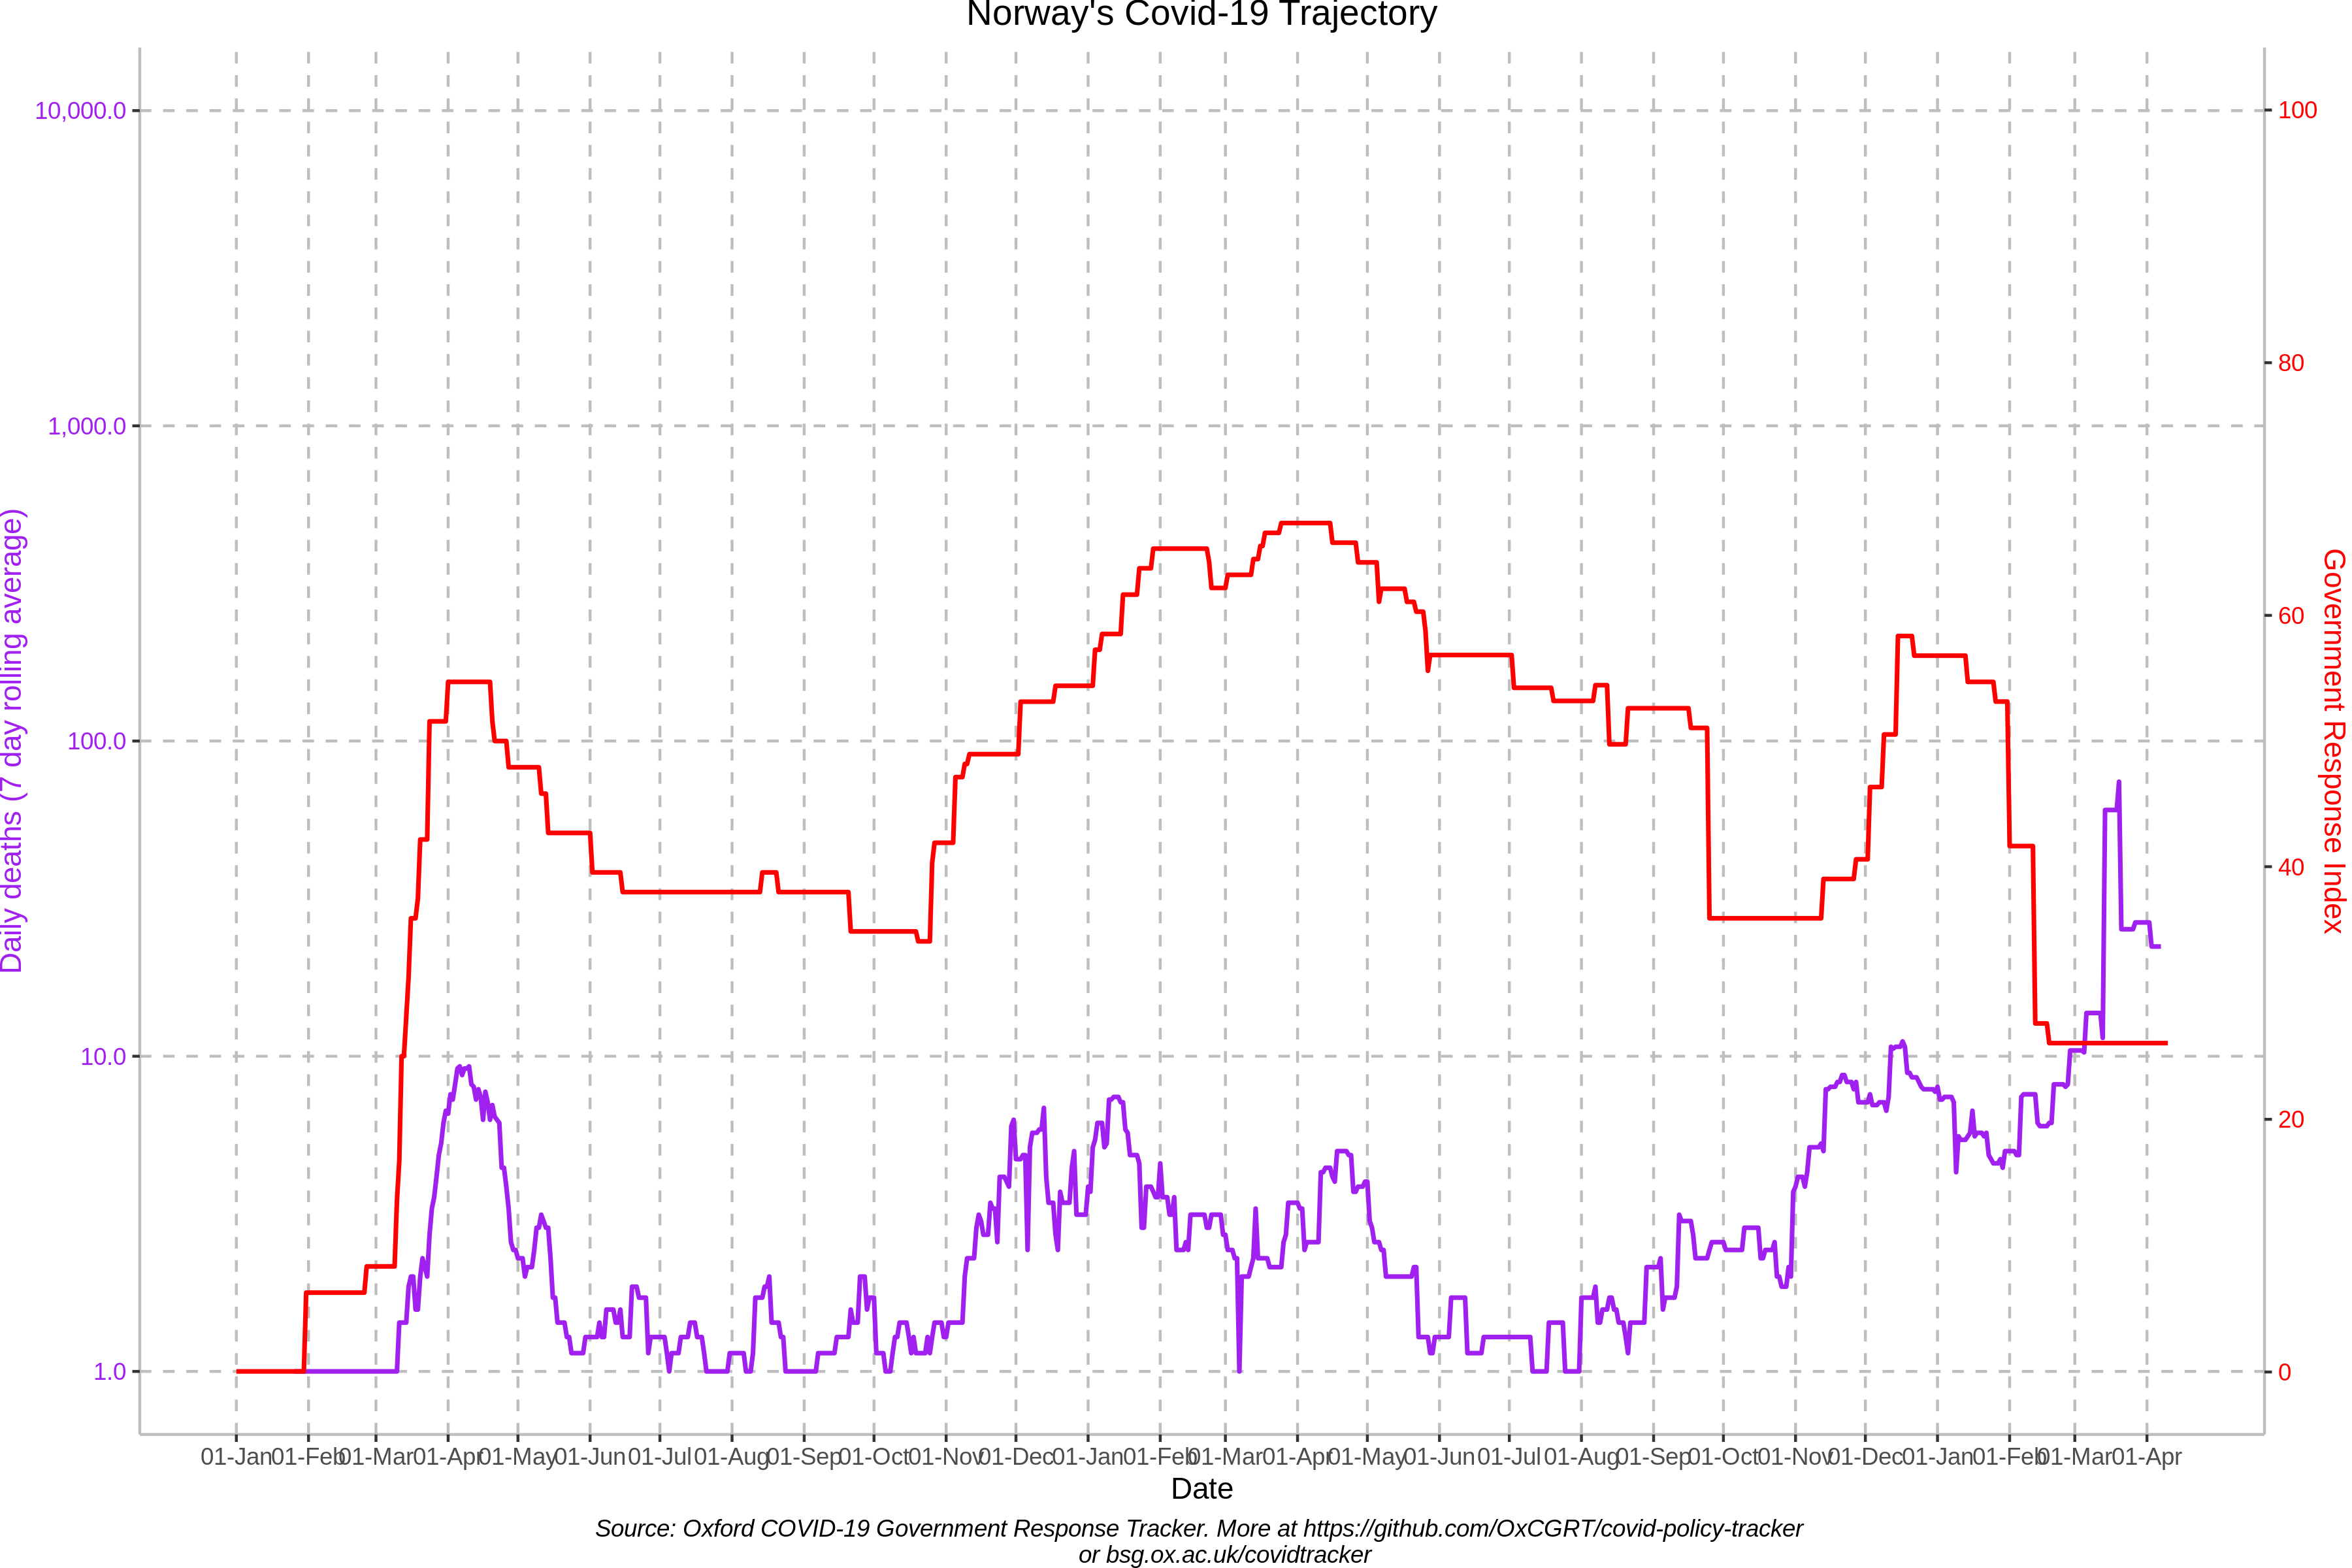 Norway's Covid-19 Trajectory
10,000.0
1,000.0
100.0
10.0
1.0
Daily deaths (7 day rolling average)
100
80
60
40
20
0
Government Response Index
01-Jan 01-Feb 01-Mar 01-Apr 01-May 01-Jun 01-Jul 01-Aug 01-Sep 01-Oct 01-Nov 01-Dec 01-Jan 01-Feb 01-Mar 01-Apr 01-May 01-Jun 01-Jul 01-Aug 01-Sep 01-Oct 01-Nov 01-Dec 01-Jan 01-Feb 01-Mar 01-Apr
Date
Source: Oxford COVID-19 Government Response Tracker. More at https://github.com/OxCGRT/covid-policy-tracker
or bsg.ox.ac.uk/covidtracker